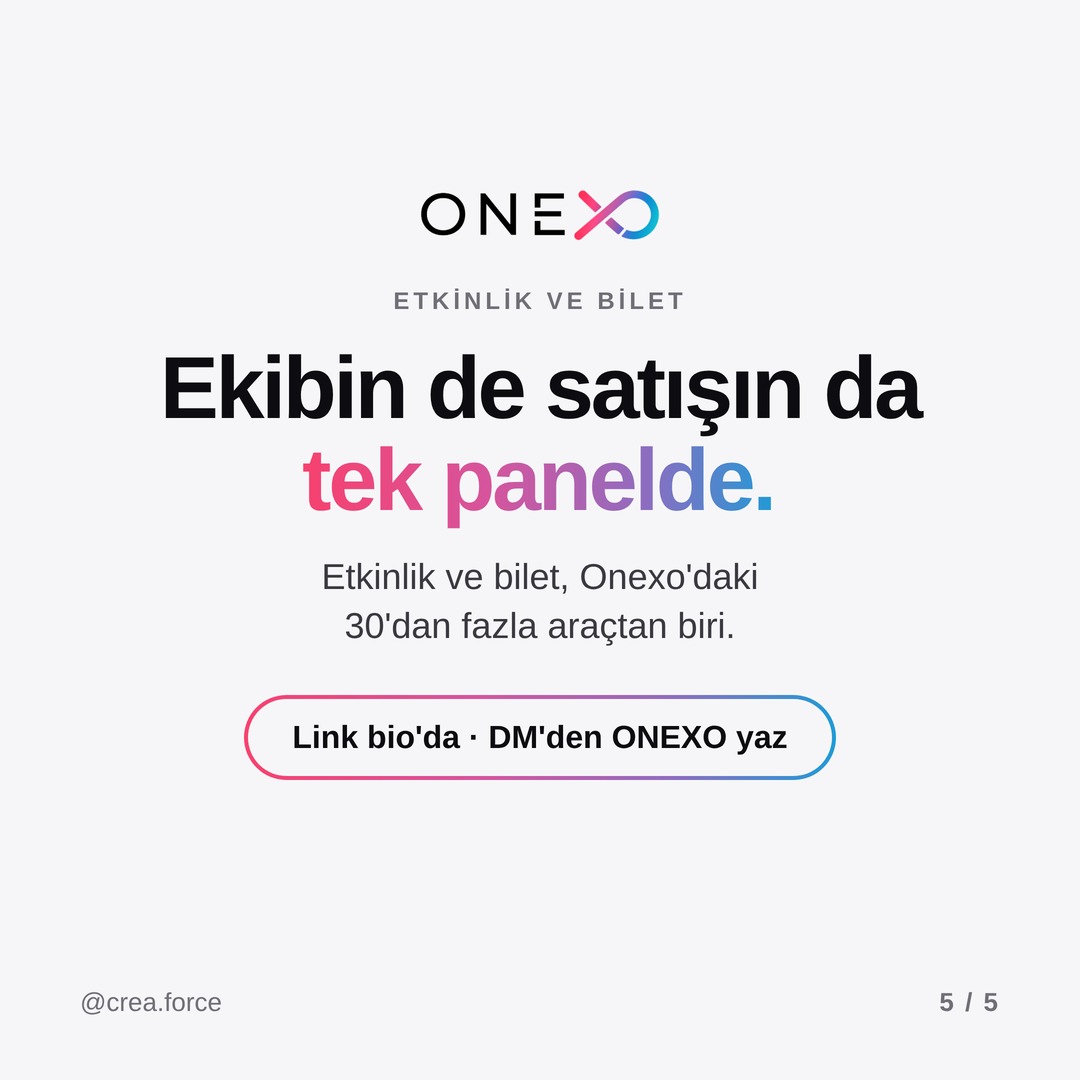 ONEXO
ETKİNLİK VE BİLET
Ekibin de satışın da
tek panelde.
Etkinlik ve bilet, Onexo'daki
30'dan fazla araçtan biri.
Link bio'da · DM'den ONEXO yaz
@crea.force
5 / 5